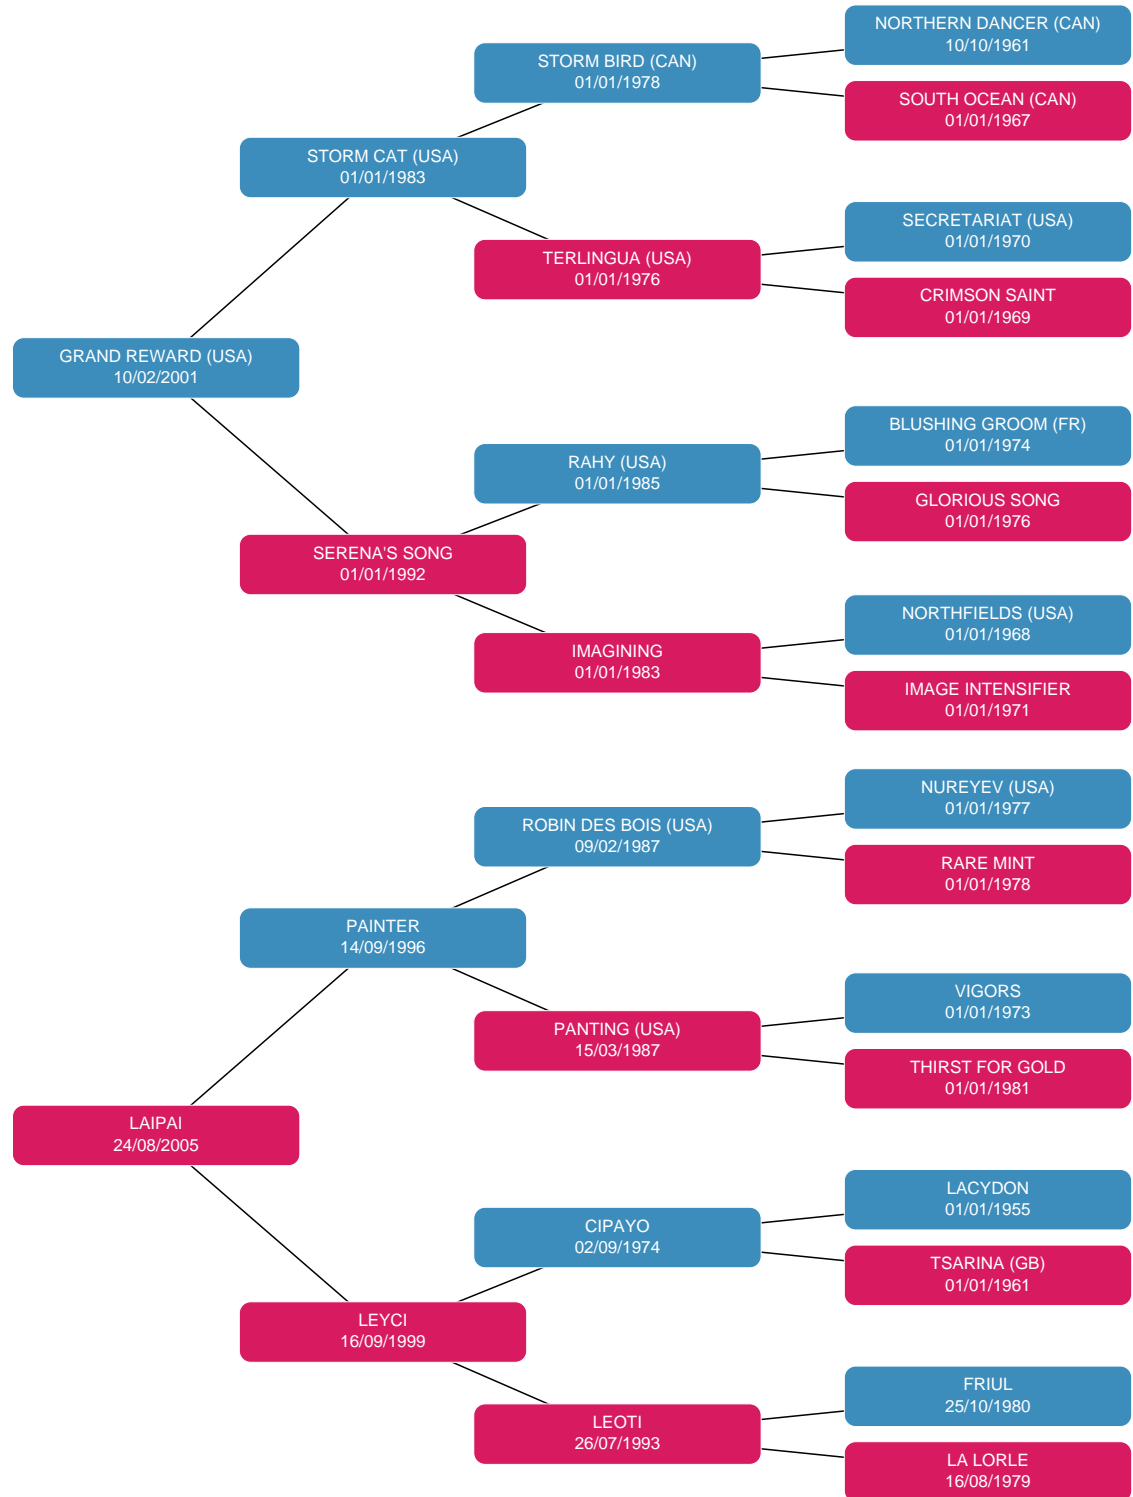 NORTHERN DANCER (CAN)
10/10/1961
STORM BIRD (CAN)
01/01/1978
SOUTH OCEAN (CAN)
01/01/1967
STORM CAT (USA)
01/01/1983
SECRETARIAT (USA)
01/01/1970
TERLINGUA (USA)
01/01/1976
CRIMSON SAINT
01/01/1969
GRAND REWARD (USA)
10/02/2001
BLUSHING GROOM (FR)
01/01/1974
RAHY (USA)
01/01/1985
GLORIOUS SONG
01/01/1976
SERENA'S SONG
01/01/1992
NORTHFIELDS (USA)
01/01/1968
IMAGINING
01/01/1983
IMAGE INTENSIFIER
01/01/1971
NUREYEV (USA)
01/01/1977
ROBIN DES BOIS (USA)
09/02/1987
RARE MINT
01/01/1978
PAINTER
14/09/1996
VIGORS
01/01/1973
PANTING (USA)
15/03/1987
THIRST FOR GOLD
01/01/1981
LAIPAI
24/08/2005
LACYDON
01/01/1955
CIPAYO
02/09/1974
TSARINA (GB)
01/01/1961
LEYCI
16/09/1999
FRIUL
25/10/1980
LEOTI
26/07/1993
LA LORLE
16/08/1979